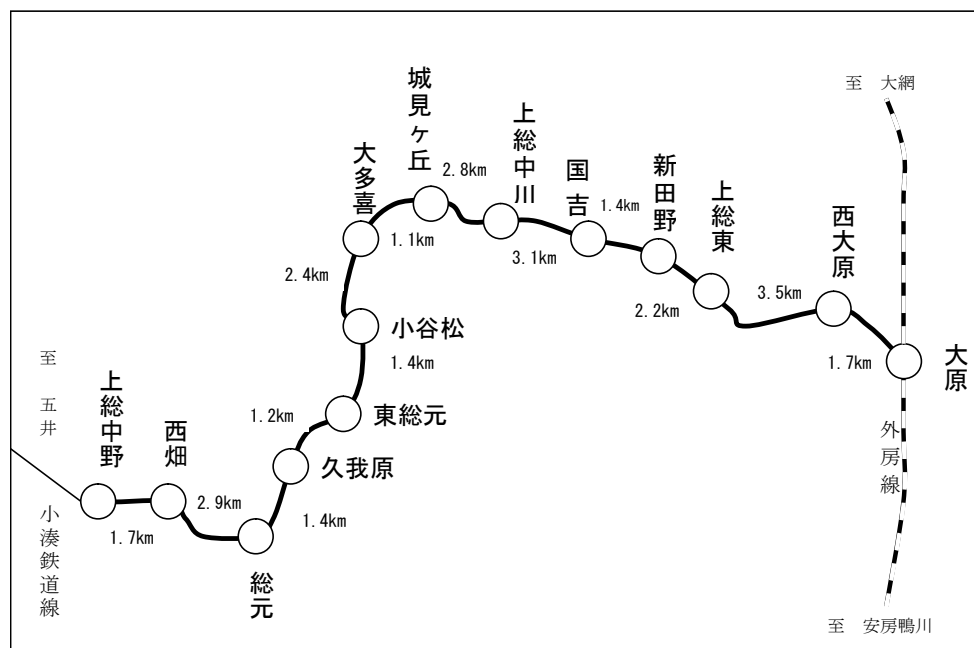 至　大網
城見ヶ丘
上総中川
大多喜
国吉
新田野
上総東
西大原
大原
2.8km
1.4km
1.1km
3.1km
2.4km
2.2km
3.5km
1.7km
小谷松
1.4km
東総元
1.2km
久我原
1.4km
総元
2.9km
西畑
1.7km
上総中野
至　五井
小湊鉄道線
外房線
至　安房鴨川